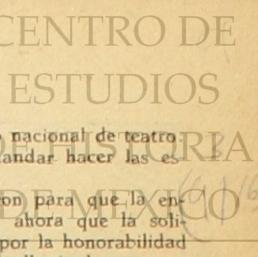 CENTRO DE
ESTUDIOS
nacional de teatro
DE HISTORIA
andar hacer las es-
on para que la en-
DE MEXICO
ahora que la soli-
por la honorabilidad